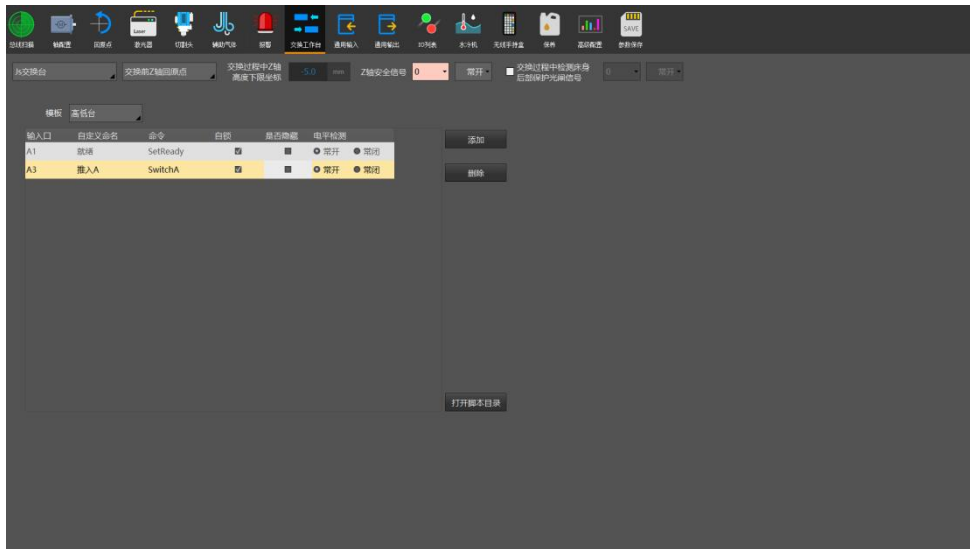 Laser
SAVE
总线扫描 轴配置 回原点 激光器 切割头 辅助气体 报警 交换工作台 通用输入 通用输出 IO列表 水冷机 无线手持盒 保养 高级配置 参数保存
Js交换台 交换前Z轴回原点 交换过程中Z轴高度下限坐标 -5.0 mm Z轴安全信号 0 常开 交换过程中检测床身后部保护光闸信号 0 常开
模板 高低台
输入口 自定义命名 命令 自锁 是否隐藏 电平检测
A1 就绪 SetReady 常开 常闭
A3 推入A SwitchA 常开 常闭
添加
删除
打开脚本目录